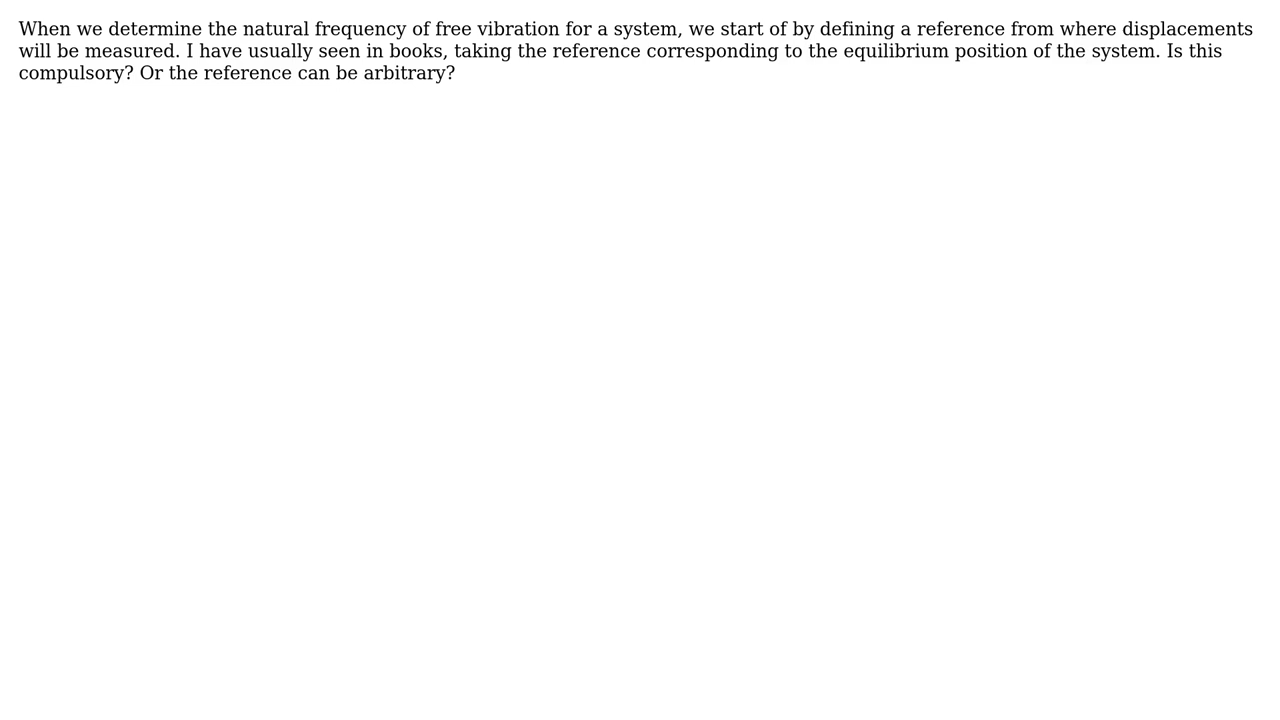 When we determine the natural frequency of free vibration for a system, we start of by defining a reference from where displacements
will be measured. I have usually seen in books, taking the reference corresponding to the equilibrium position of the system. Is this
compulsory? Or the reference can be arbitrary?